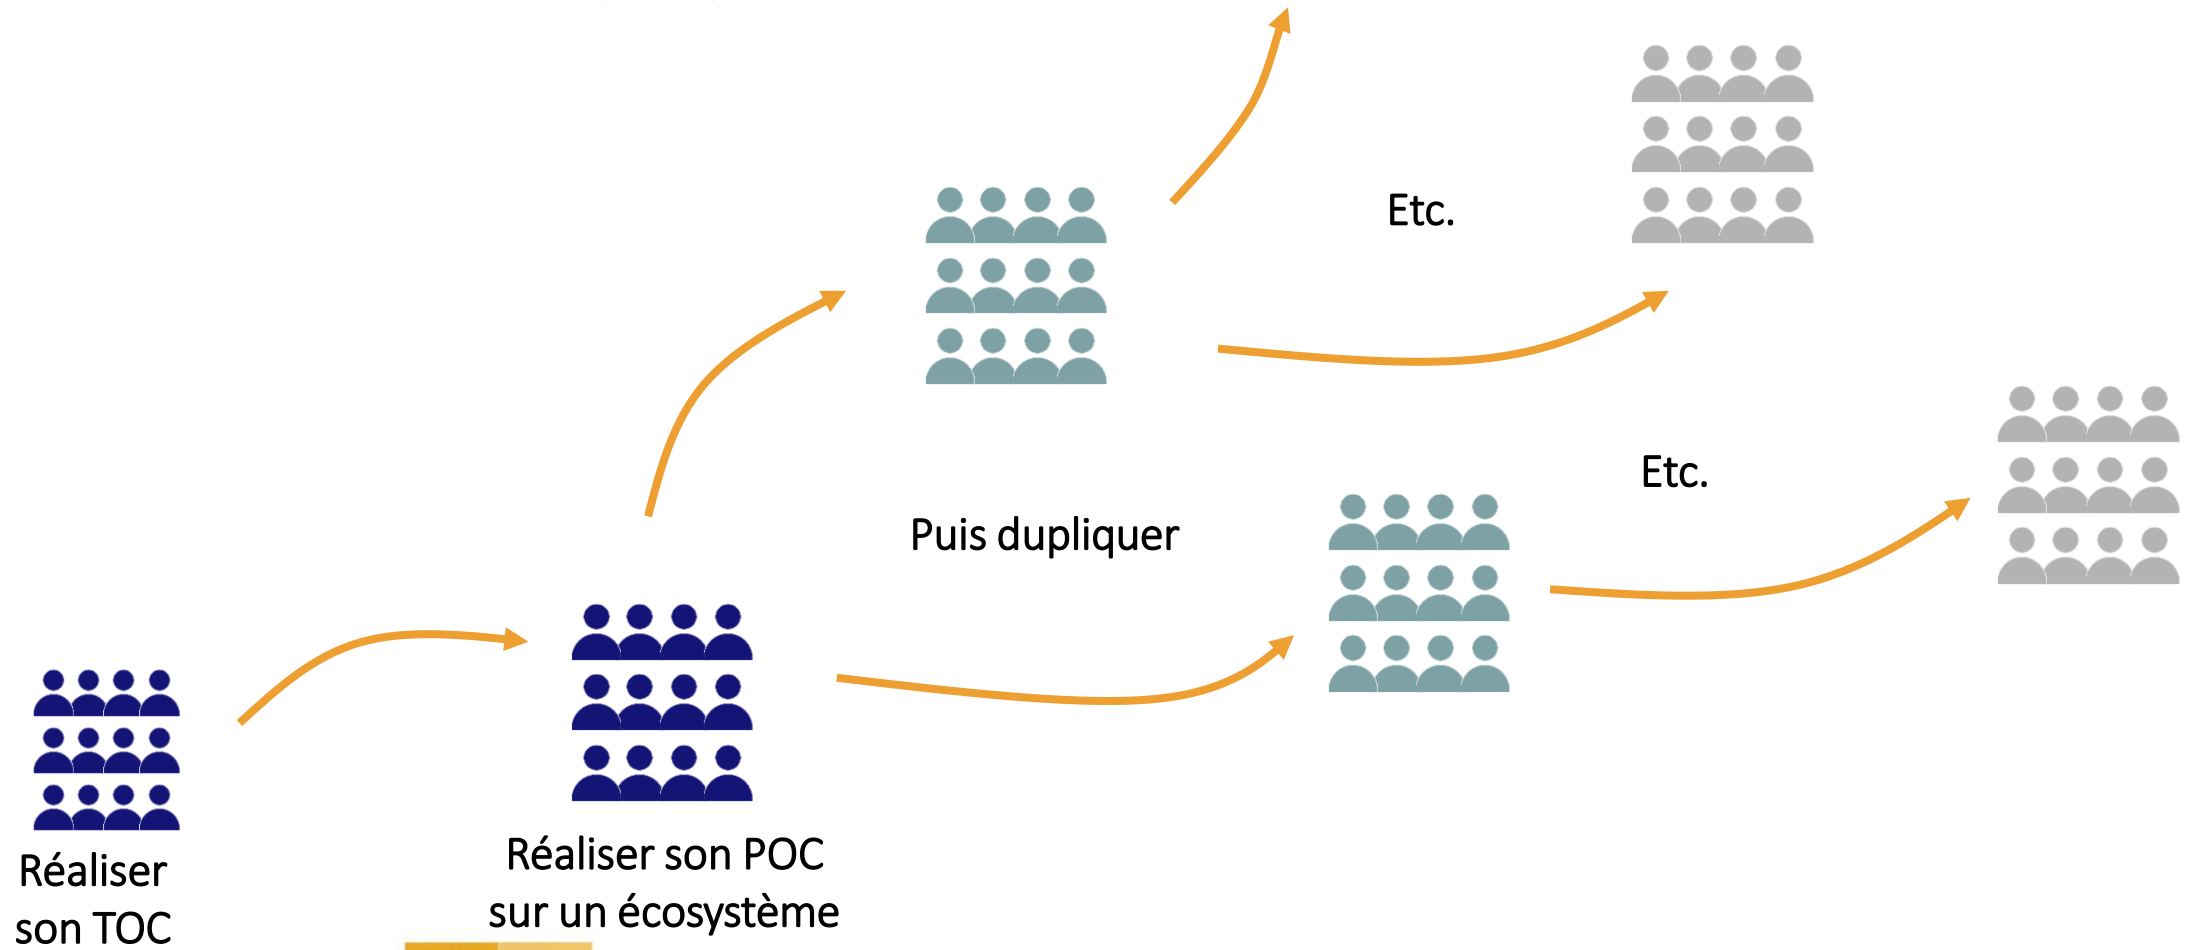 Etc.
Etc.
Puis dupliquer
Réaliser son POC
sur un écosystème
Réaliser
son TOC